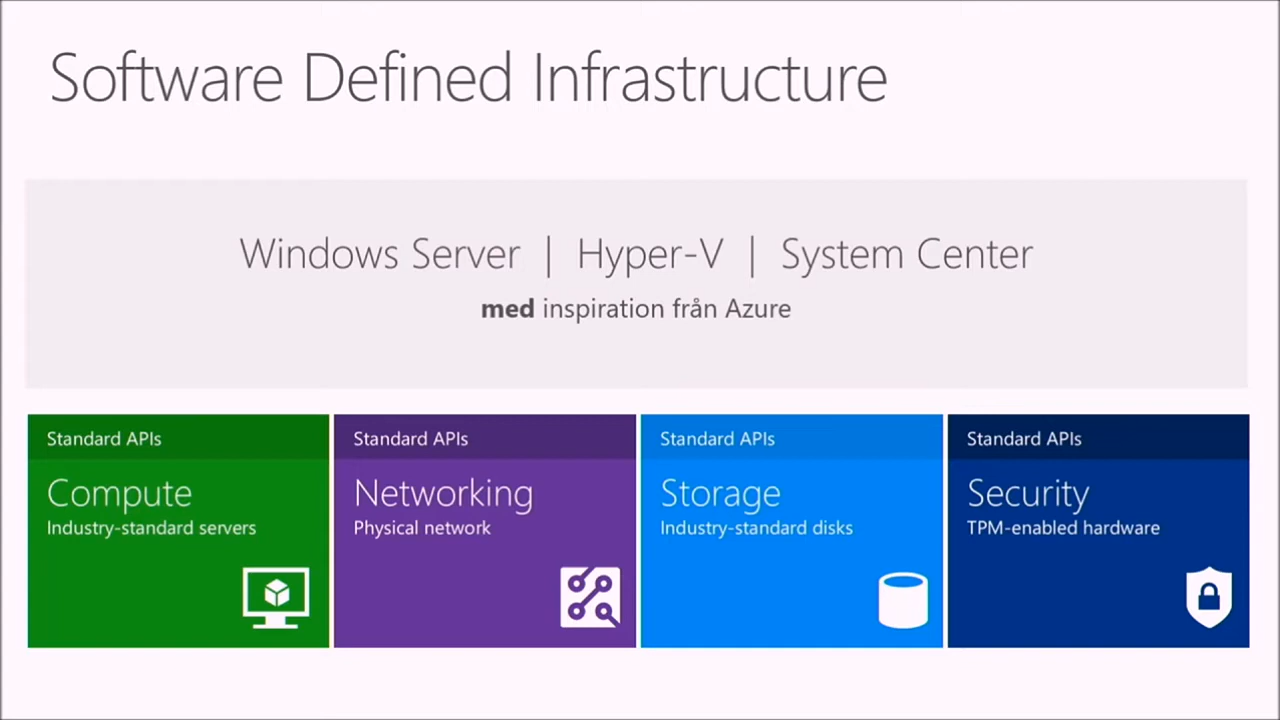 Software Defined Infrastructure
Windows Server | Hyper-V | System Center
med inspiration från Azure
Standard APIs
Compute
Industry-standard servers
Standard APIs
Networking
Physical network
Standard APIs
Storage
Industry-standard disks
Standard APIs
Security
TPM-enabled hardware